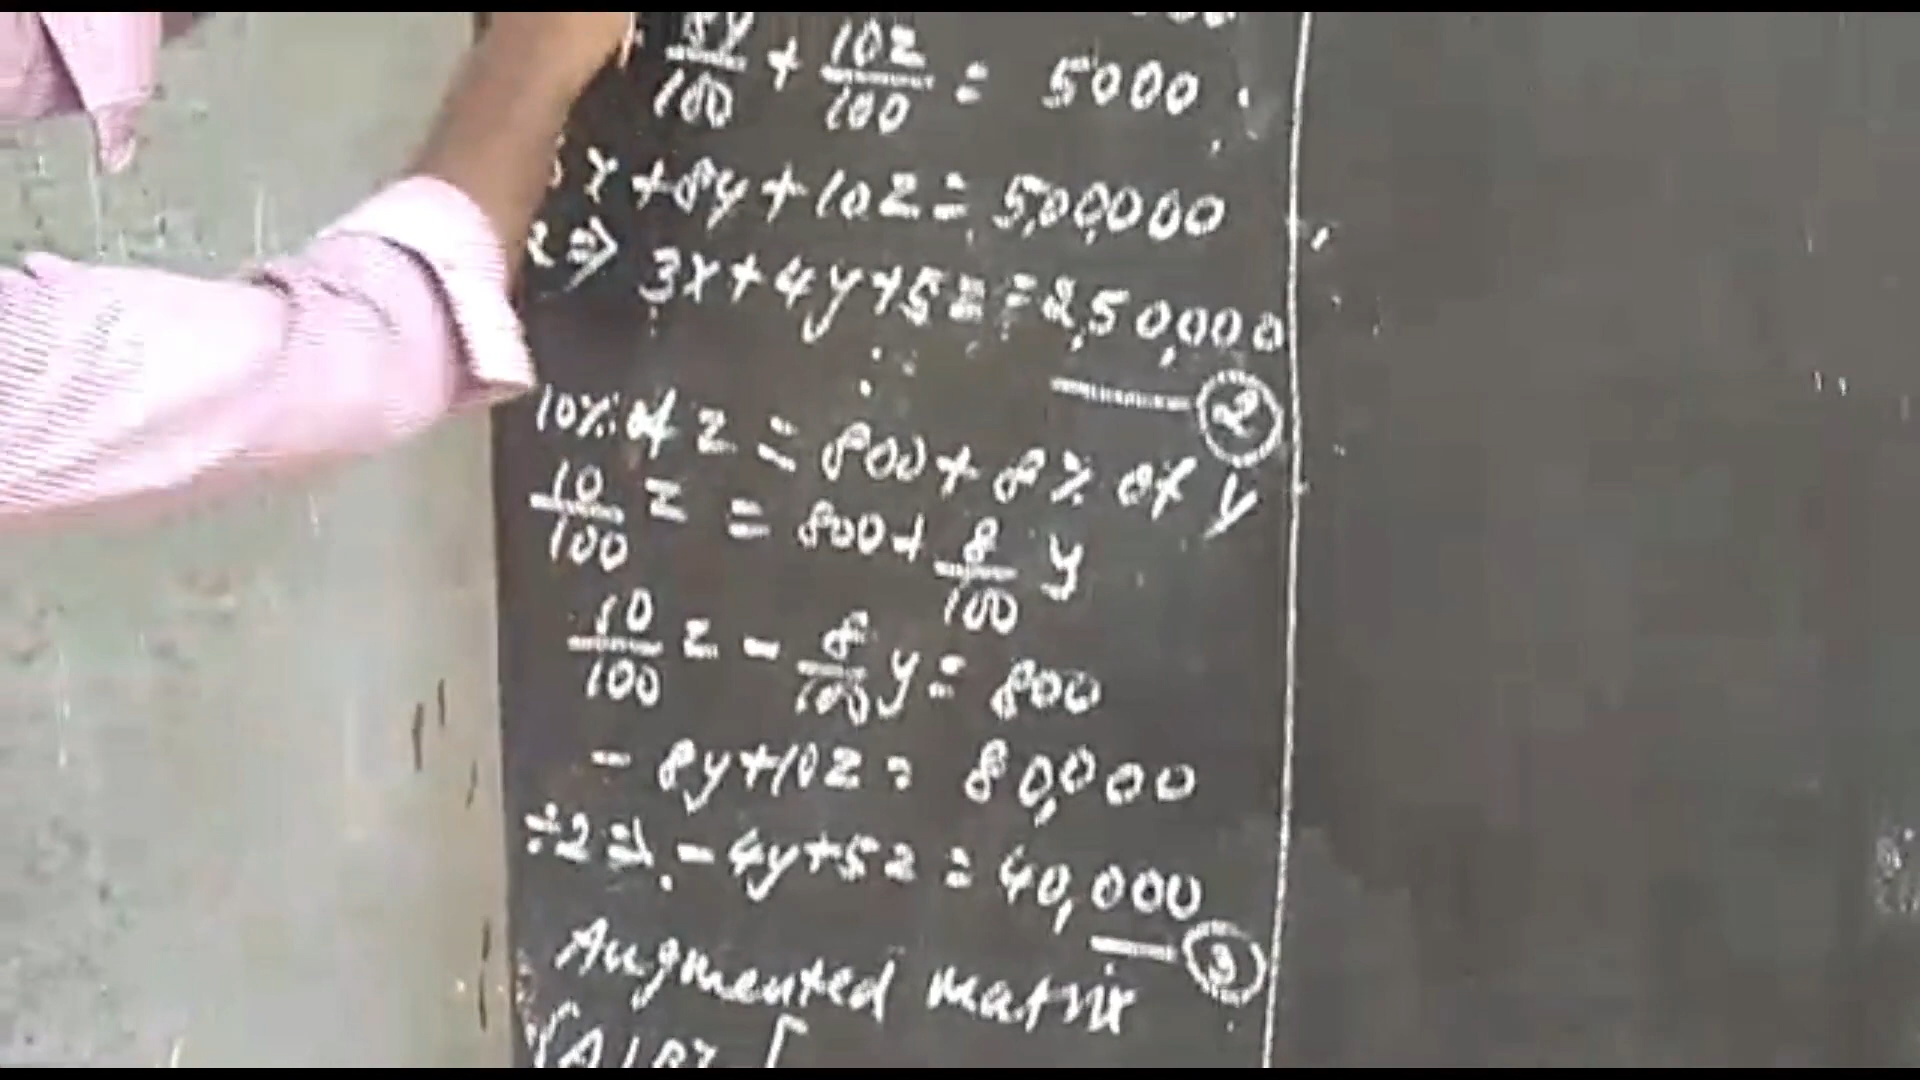 8y/100 + 10z/100 = 5000
x + 8y + 10z = 5,00,000
2 ⇒ 3x + 4y + 5z = 2,50,000
— ②
10% of z = 800 + 8% of y
10/100 z = 800 + 8/100 y
10/100 z - 8/100 y = 800
- 8y + 10z = 80,000
÷2 ⇒ - 4y + 5z = 40,000
— ③
Augmented matrix
[A|B] [